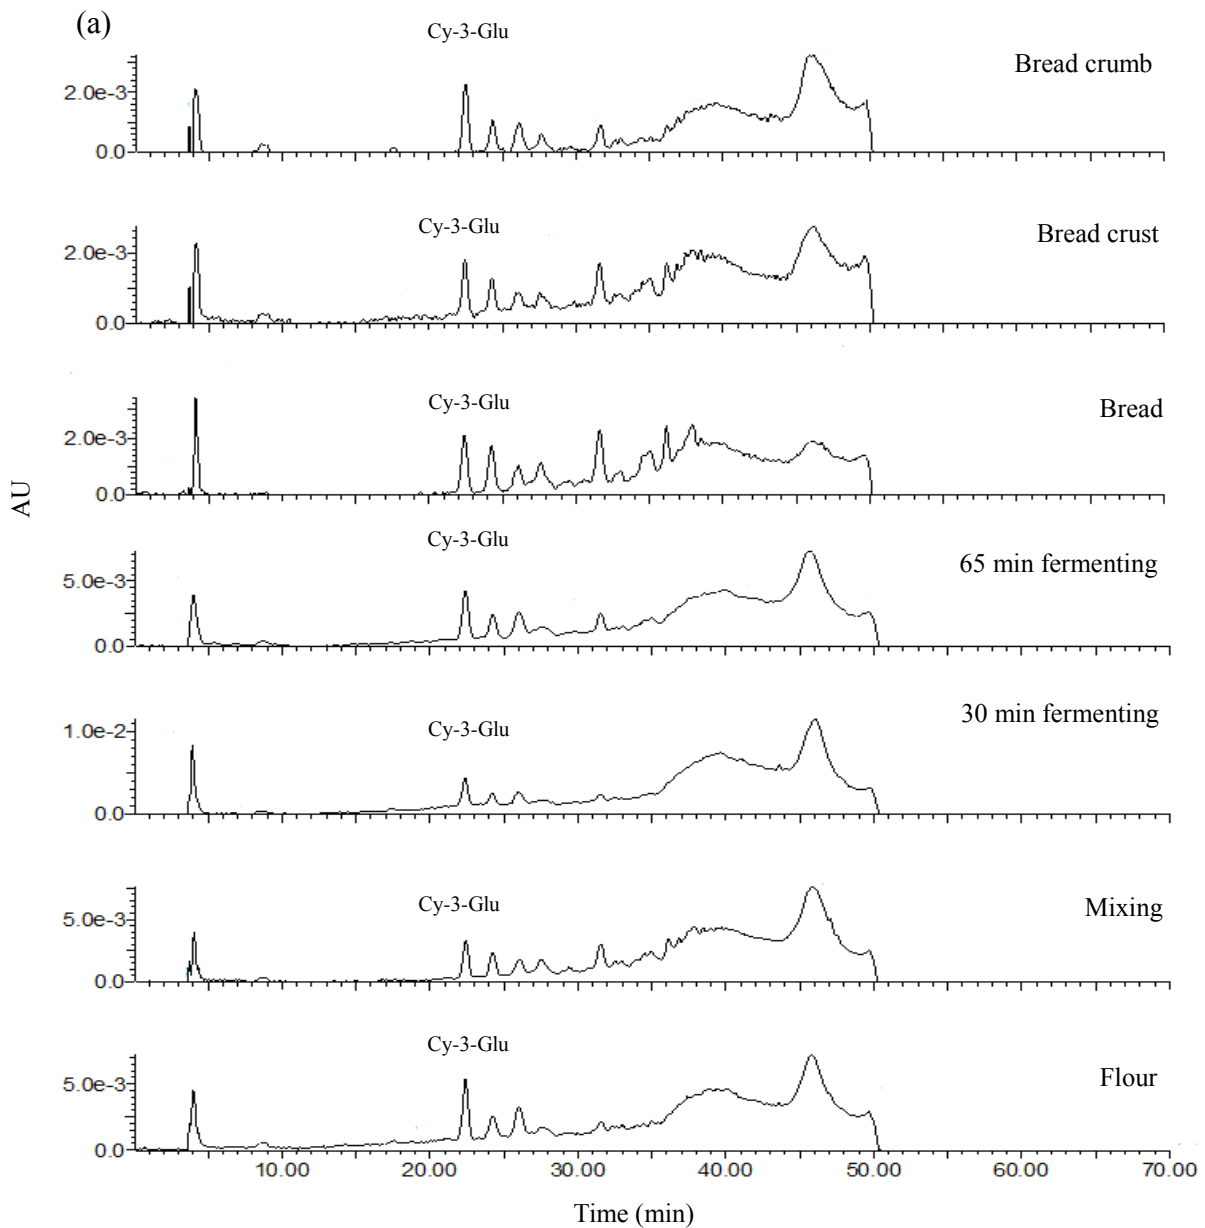 (a)
Cy-3-Glu
Bread crumb
2.0e-3
0.0
Cy-3-Glu
Bread crust
2.0e-3
0.0
Cy-3-Glu
Bread
2.0e-3
0.0
AU
Cy-3-Glu
65 min fermenting
5.0e-3
0.0
Cy-3-Glu
30 min fermenting
1.0e-2
0.0
Cy-3-Glu
Mixing
5.0e-3
0.0
Cy-3-Glu
Flour
5.0e-3
0.0
10.00 20.00 30.00 40.00 50.00 60.00 70.00
Time (min)